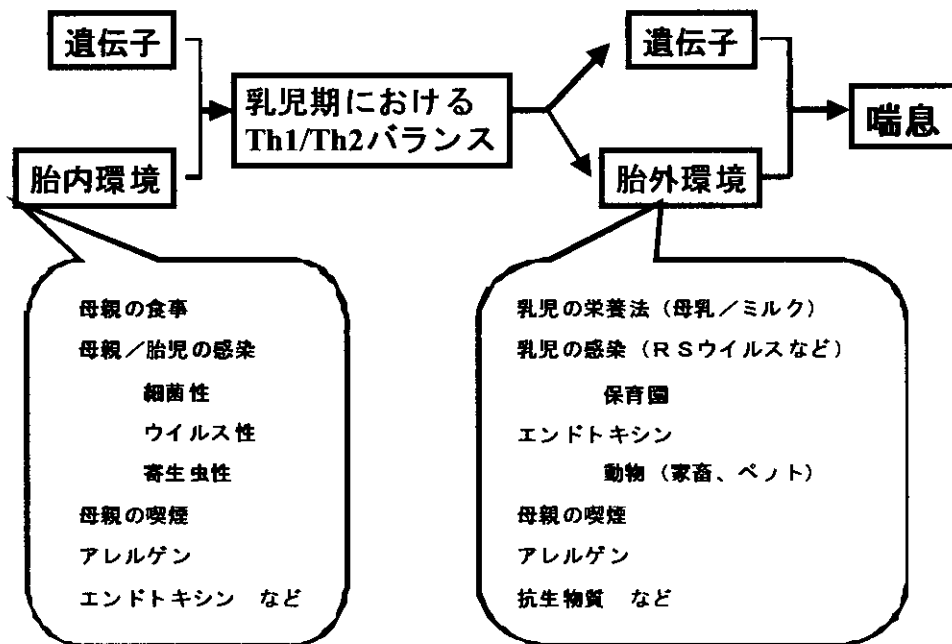 遺伝子
胎内環境
乳児期における
Th1/Th2バランス
遺伝子
胎外環境
喘息
母親の食事
母親／胎児の感染
細菌性
ウイルス性
寄生虫性
母親の喫煙
アレルゲン
エンドトキシン など
乳児の栄養法（母乳／ミルク）
乳児の感染（RSウイルスなど）
保育園
エンドトキシン
動物（家畜、ペット）
母親の喫煙
アレルゲン
抗生物質 など